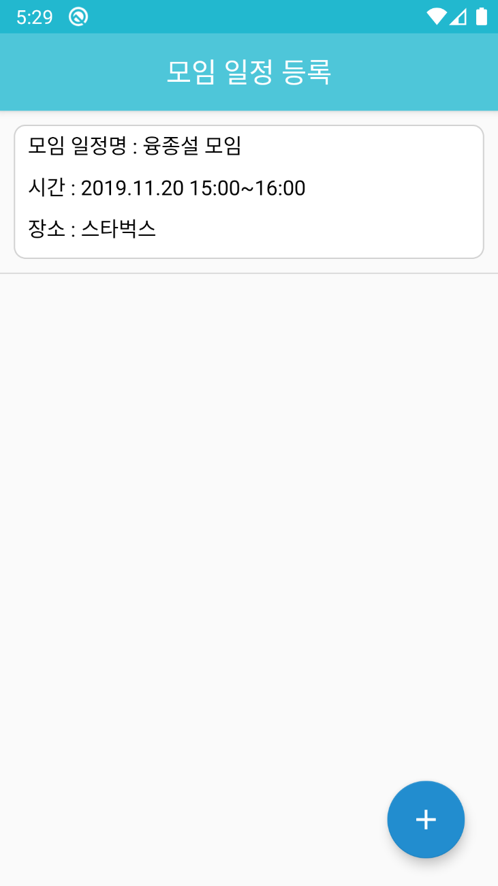 5:29
모임 일정 등록
모임 일정명 : 융종설 모임
시간 : 2019.11.20 15:00~16:00
장소 : 스타벅스
+